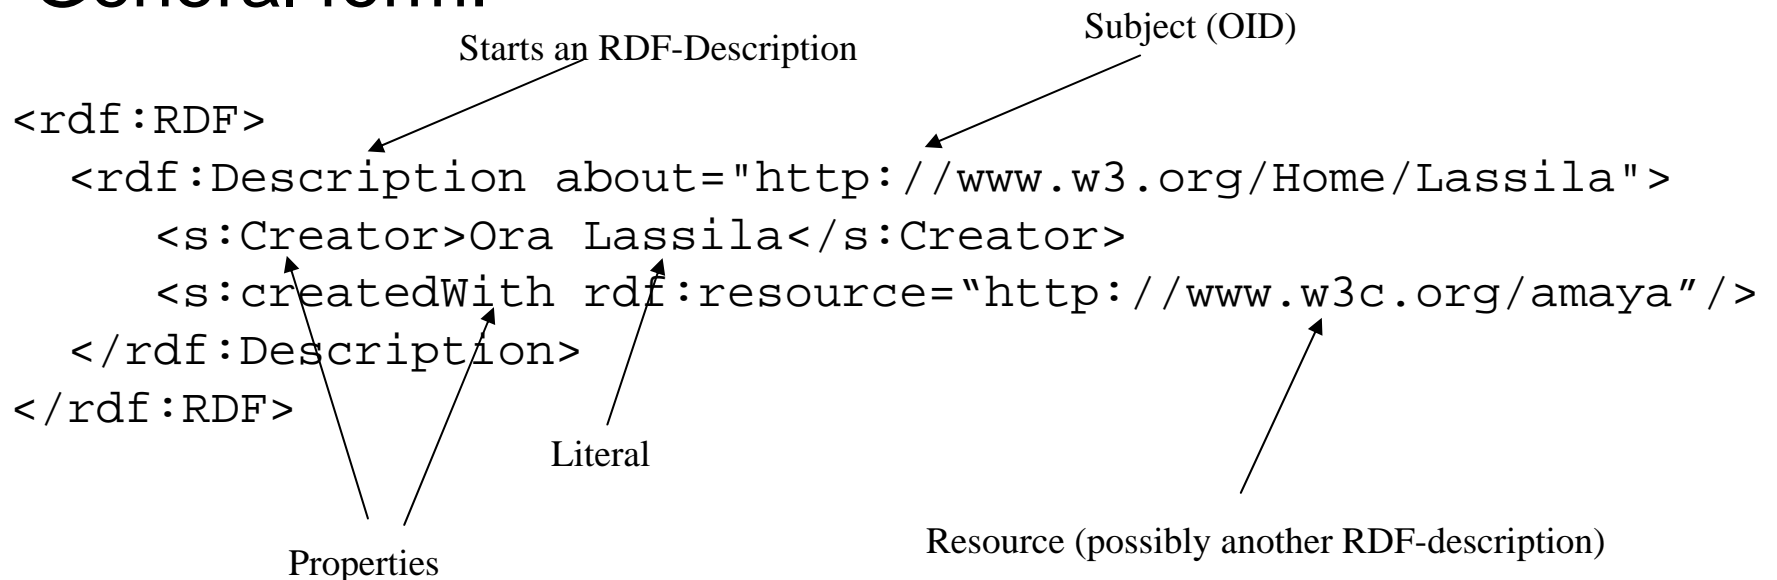 General form:
Starts an RDF-Description
Subject (OID)
<rdf:RDF>
<rdf:Description about="http://www.w3.org/Home/Lassila">
<s:Creator>Ora Lassila</s:Creator>
<s:createdWith rdf:resource=“http://www.w3c.org/amaya”/>
</rdf:Description>
</rdf:RDF>
Literal
Properties
Resource (possibly another RDF-description)